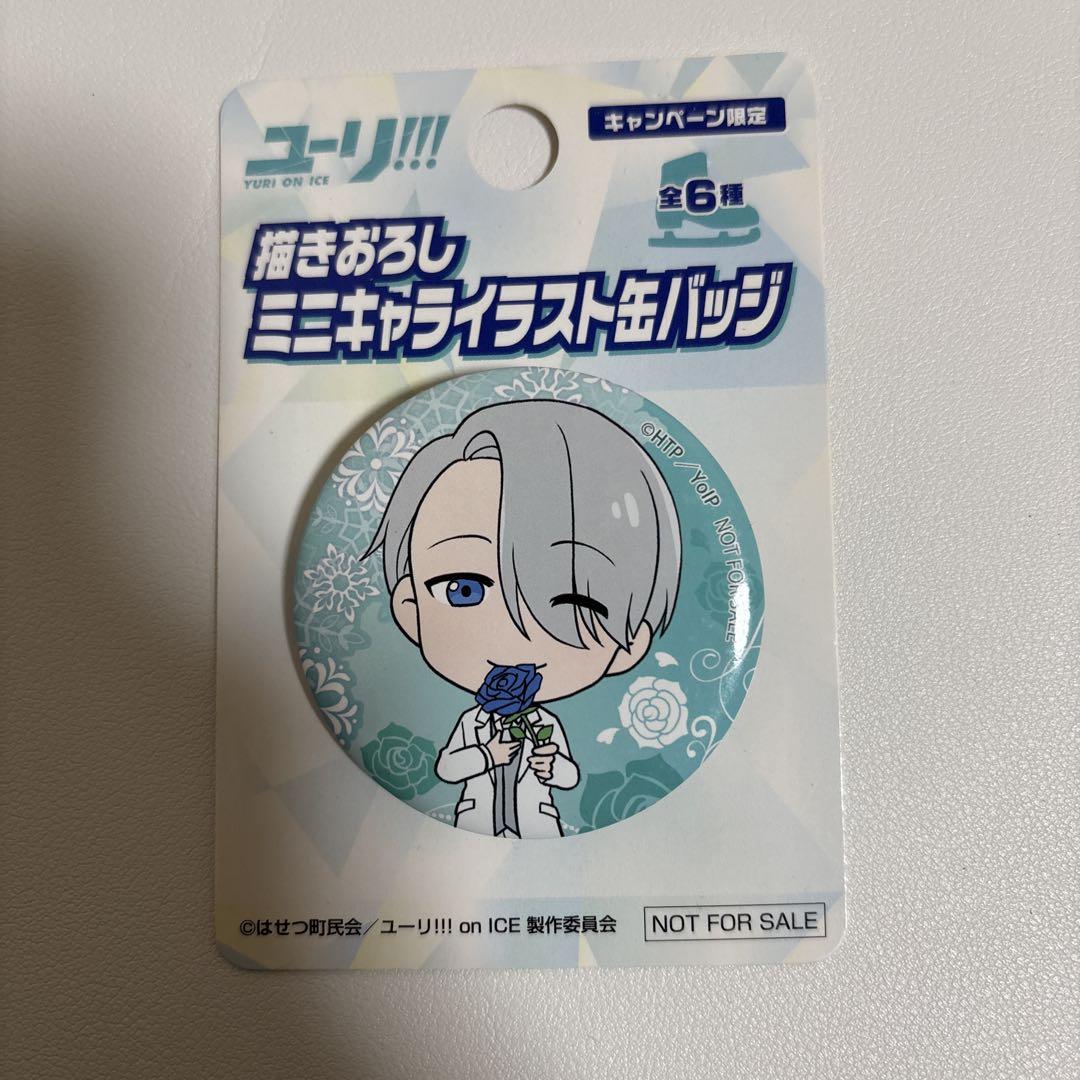 ユーリ!!!
YURI ON ICE
キャンペーン限定
全6種
描きおろし
ミニキャライラスト缶バッジ
©HTP/YoIP NOT FOR SALE
©はせつ町民会/ユーリ!!! on ICE 製作委員会
NOT FOR SALE